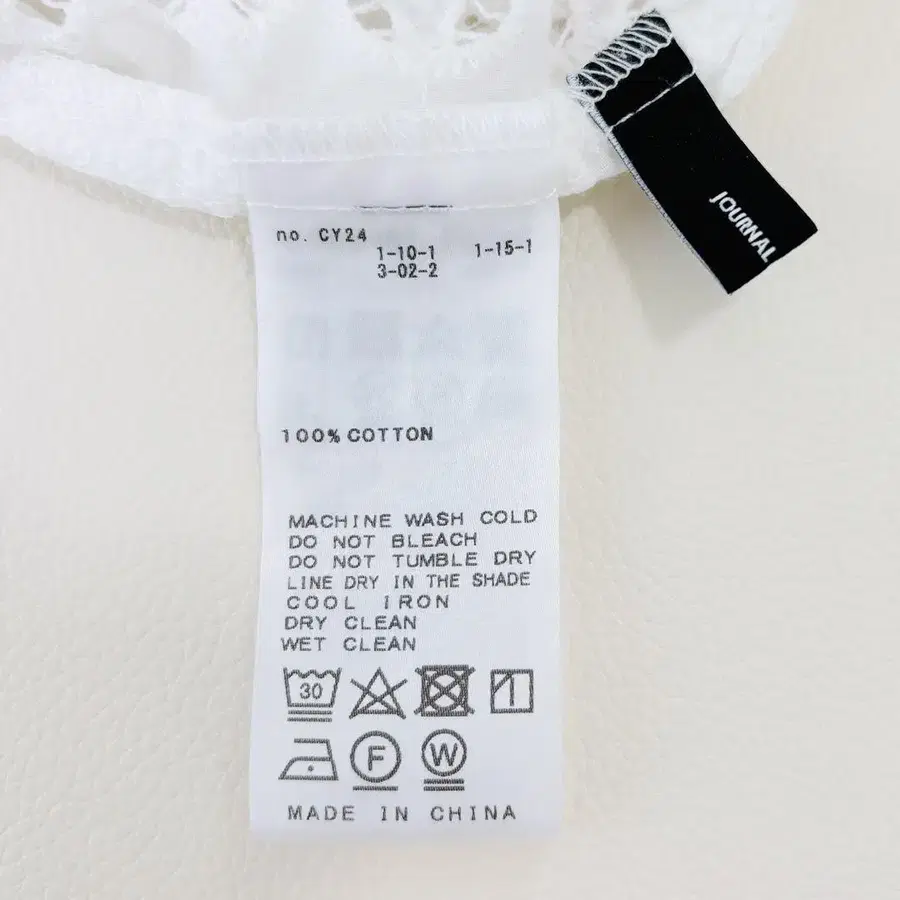 JOURNAL
no. CY24
1-10-1 1-15-1
3-02-2
100% COTTON
MACHINE WASH COLD
DO NOT BLEACH
DO NOT TUMBLE DRY
LINE DRY IN THE SHADE
COOL IRON
DRY CLEAN
WET CLEAN
30
F W
MADE IN CHINA